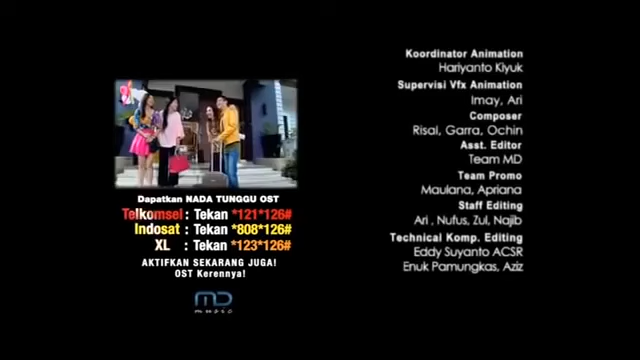 Dapatkan NADA TUNGGU OST
Telkomsel : Tekan *121*126#
Indosat : Tekan *808*126#
XL : Tekan *123*126#
AKTIFKAN SEKARANG JUGA!
OST Kerennya!
MD
music
Koordinator Animation
Hariyanto Kiyuk
Supervisi Vfx Animation
Imay, Ari
Composer
Risal, Garra, Ochin
Asst. Editor
Team MD
Team Promo
Maulana, Apriana
Staff Editing
Ari , Nufus, Zul, Najib
Technical Komp. Editing
Eddy Suyanto ACSR
Enuk Pamungkas, Aziz